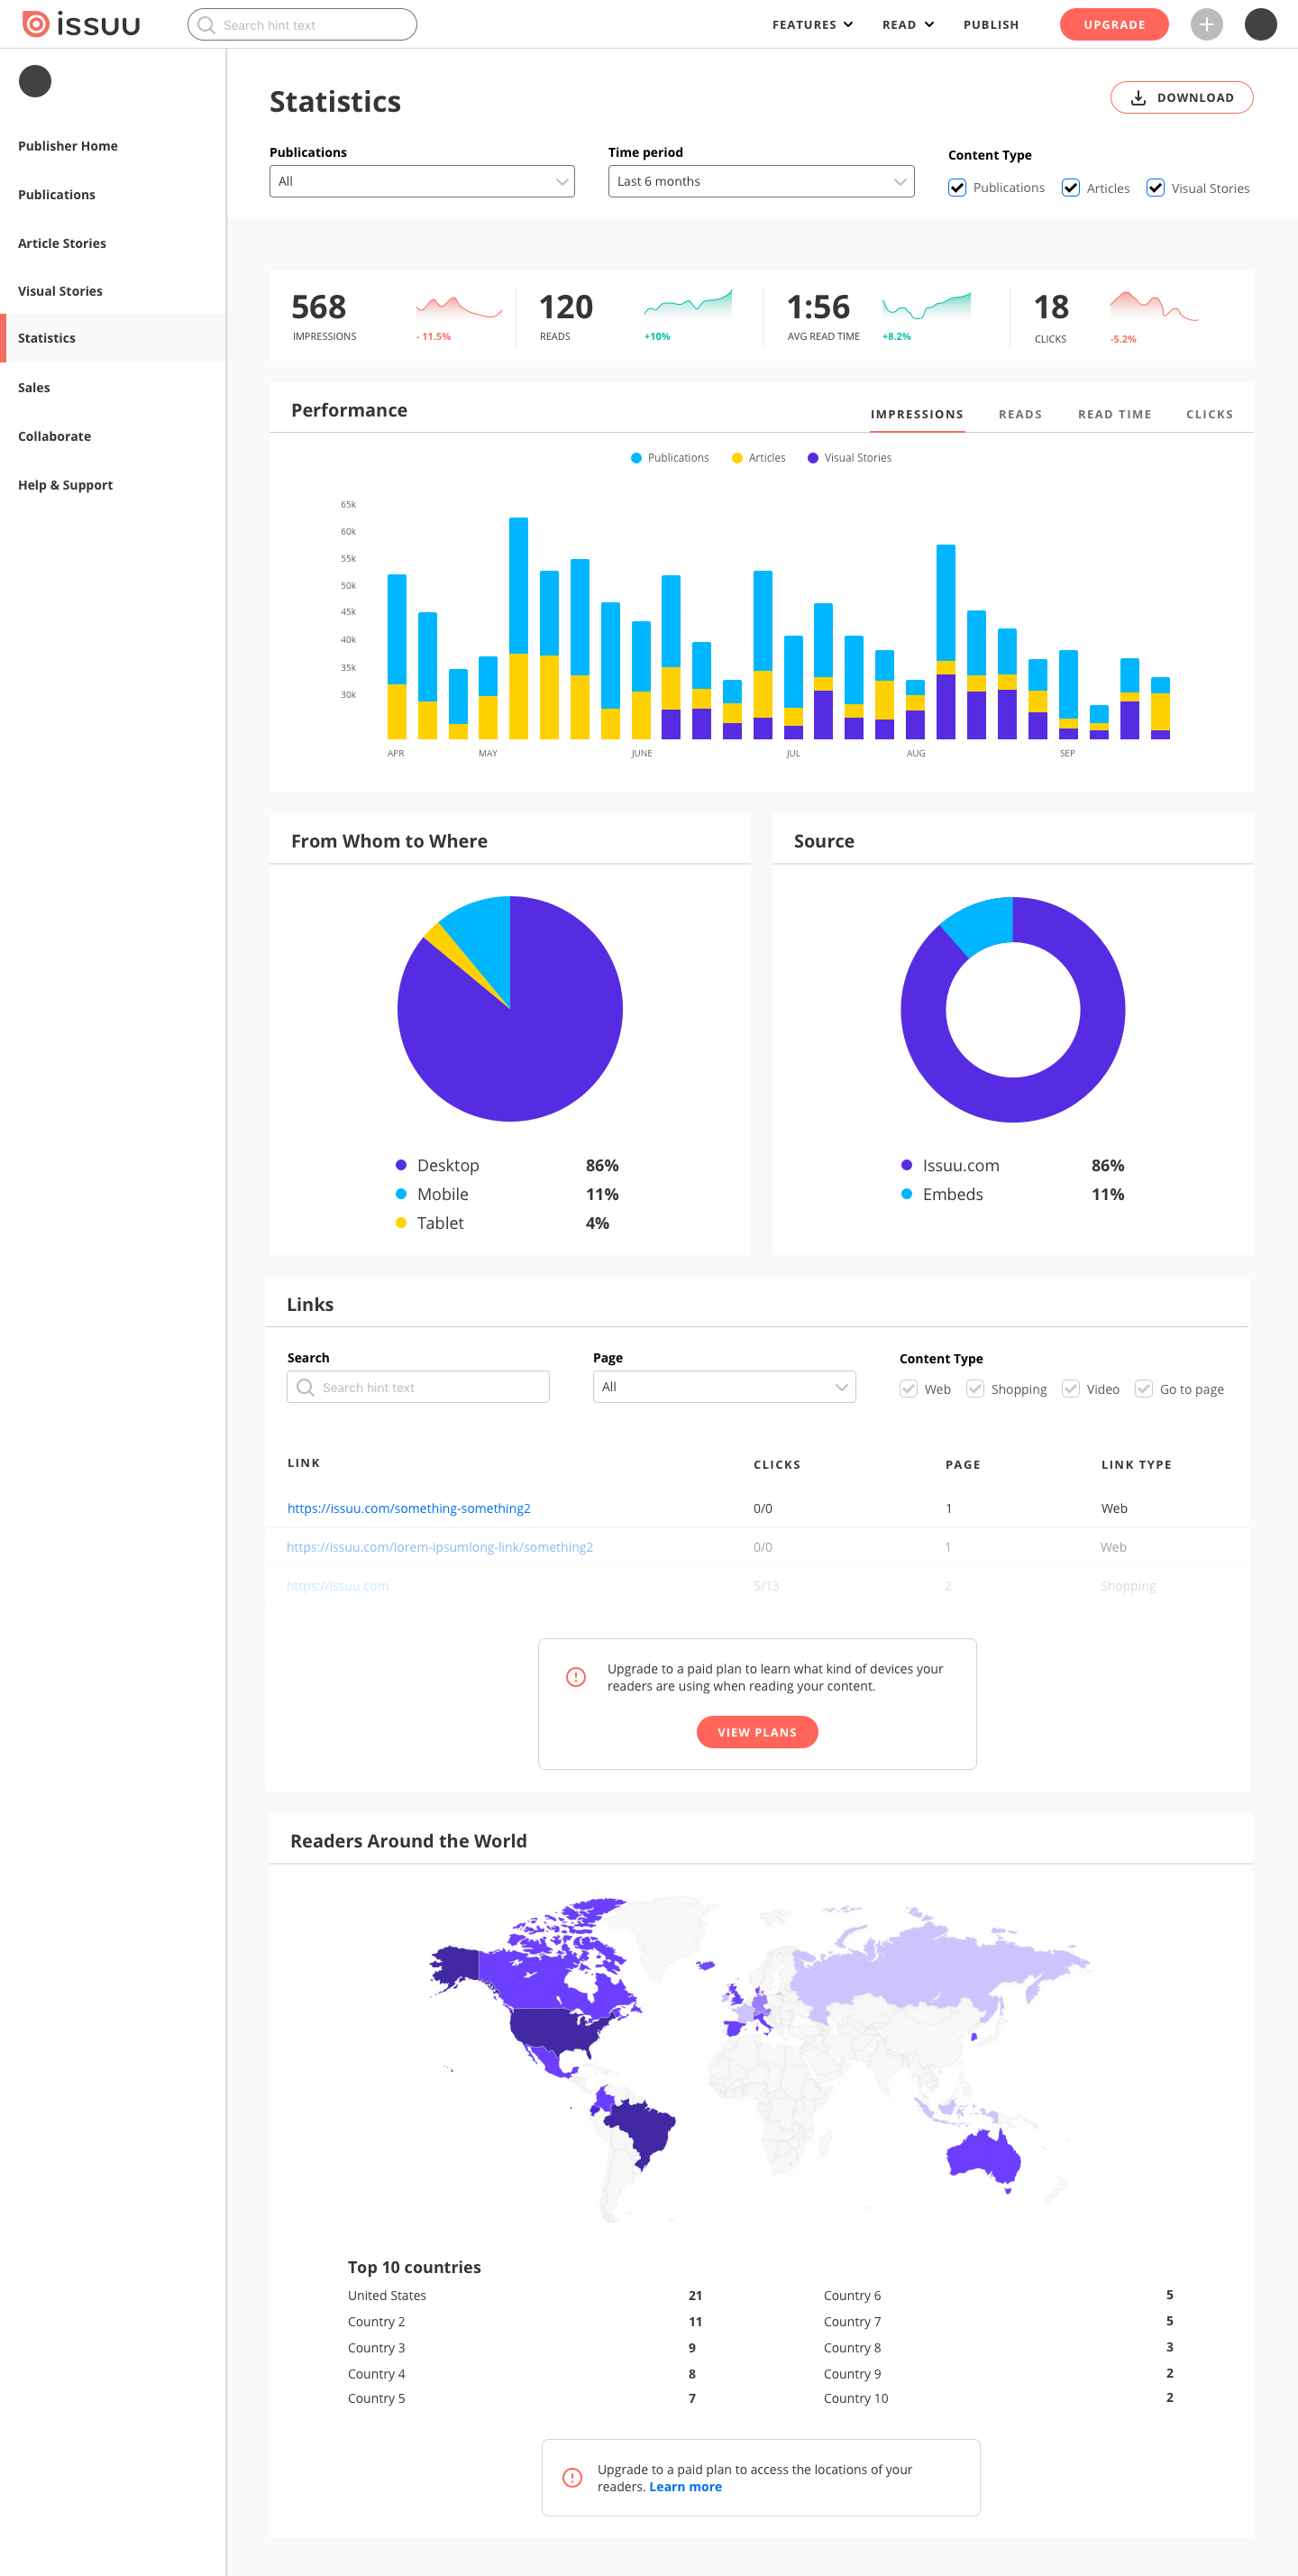 issuu
Search hint text
FEATURES
READ
PUBLISH
UPGRADE
Publisher Home
Publications
Article Stories
Visual Stories
Statistics
Sales
Collaborate
Help & Support
Statistics
DOWNLOAD
Publications
All
Time period
Last 6 months
Content Type
Publications
Articles
Visual Stories
568
IMPRESSIONS
- 11.5%
120
READS
+10%
1:56
AVG READ TIME
+8.2%
18
CLICKS
-5.2%
Performance
IMPRESSIONS
READS
READ TIME
CLICKS
Publications
Articles
Visual Stories
65k
60k
55k
50k
45k
40k
35k
30k
APR
MAY
JUNE
JUL
AUG
SEP
From Whom to Where
Desktop 86%
Mobile 11%
Tablet 4%
Source
Issuu.com 86%
Embeds 11%
Links
Search
Search hint text
Page
All
Content Type
Web
Shopping
Video
Go to page
LINK CLICKS PAGE LINK TYPE
https://issuu.com/something-something2 0/0 1 Web
https://issuu.com/lorem-ipsumlong-link/something2 0/0 1 Web
https://issuu.com 5/13 2 Shopping
Upgrade to a paid plan to learn what kind of devices your
readers are using when reading your content.
VIEW PLANS
Readers Around the World
Top 10 countries
United States 21
Country 2 11
Country 3 9
Country 4 8
Country 5 7
Country 6 5
Country 7 5
Country 8 3
Country 9 2
Country 10 2
Upgrade to a paid plan to access the locations of your
readers. Learn more